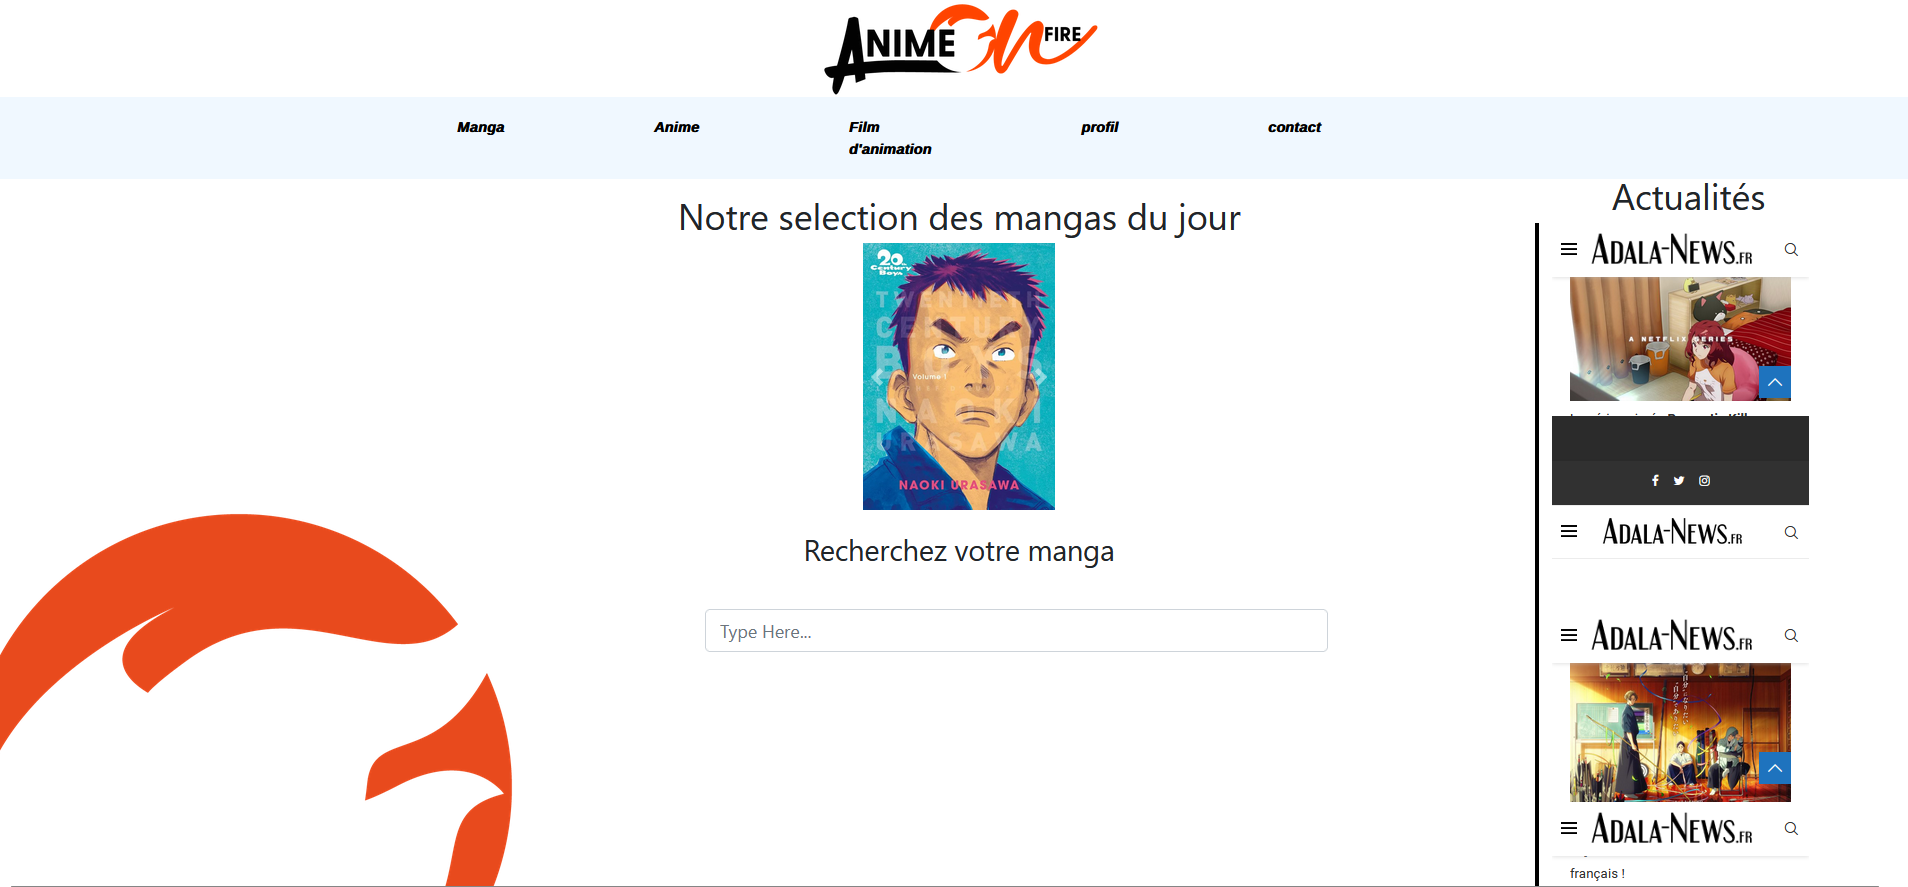 ANIME ON FIRE
Manga
Anime
Film
d'animation
profil
contact
Notre selection des mangas du jour
20th
Century
Boys
TWENTIETH
CENTURY
BOYS
Volume 1
NAOKI
URASAWA
NAOKI URASAWA
Recherchez votre manga
Type Here...
Actualités
ADALA-NEWS.FR
A NETFLIX SERIES
ADALA-NEWS.FR
ADALA-NEWS.FR
ADALA-NEWS.FR
français !